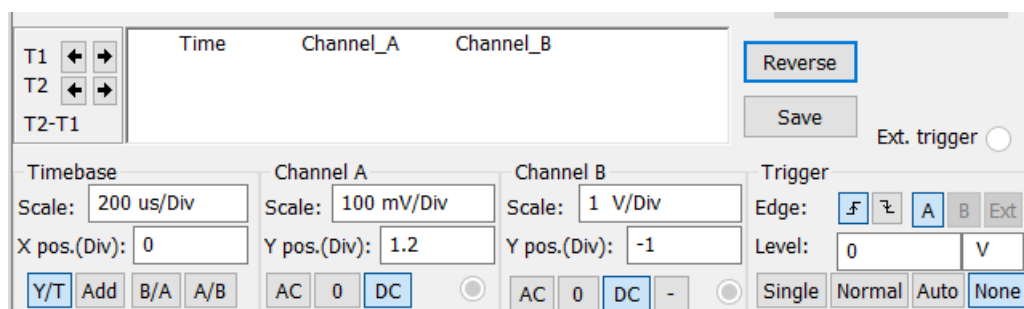 Time Channel_A Channel_B
T1
T2
T2-T1
Reverse
Save
Ext. trigger
Timebase
Scale: 200 us/Div
X pos.(Div): 0
Y/T Add B/A A/B
Channel A
Scale: 100 mV/Div
Y pos.(Div): 1.2
AC 0 DC
Channel B
Scale: 1 V/Div
Y pos.(Div): -1
AC 0 DC -
Trigger
Edge: A B Ext
Level: 0 V
Single Normal Auto None